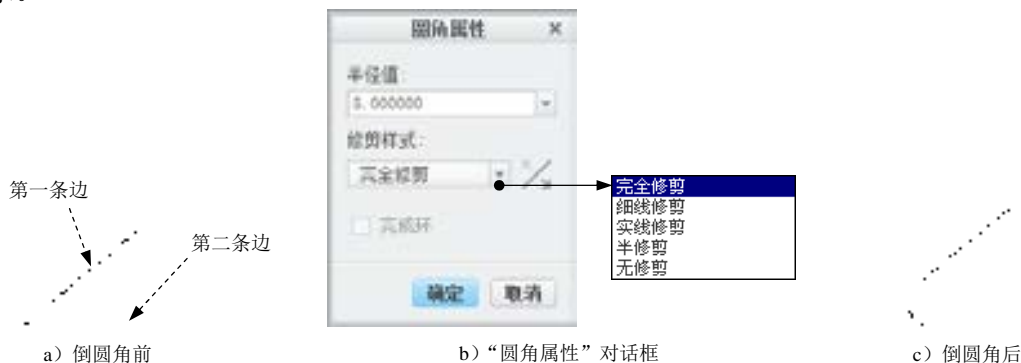 圆角属性
半径值
5.000000
修剪样式:
完全修剪
完全修剪
细线修剪
实线修剪
半修剪
无修剪
完成环
确定 取消
第一条边
第二条边
a）倒圆角前
b）“圆角属性”对话框
c）倒圆角后